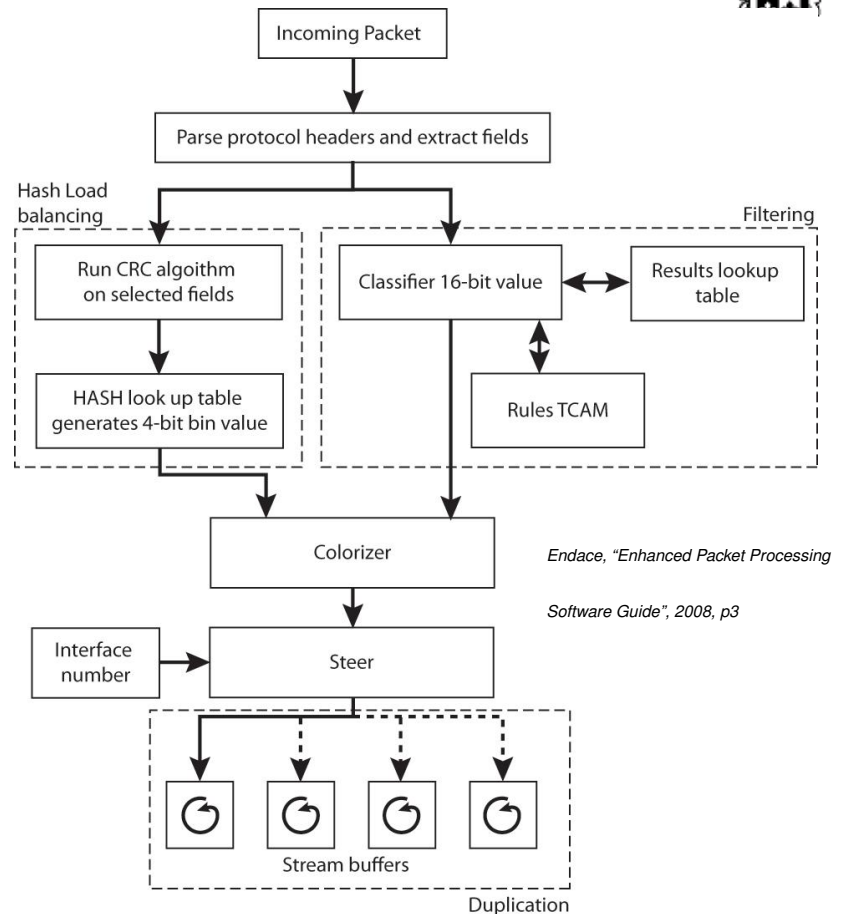 Incoming Packet
Parse protocol headers and extract fields
Hash Load
balancing
Filtering
Run CRC algoithm
on selected fields
Classifier 16-bit value
Results lookup
table
HASH look up table
generates 4-bit bin value
Rules TCAM
Colorizer
Endace, “Enhanced Packet Processing
Software Guide”, 2008, p3
Interface
number
Steer
Stream buffers
Duplication